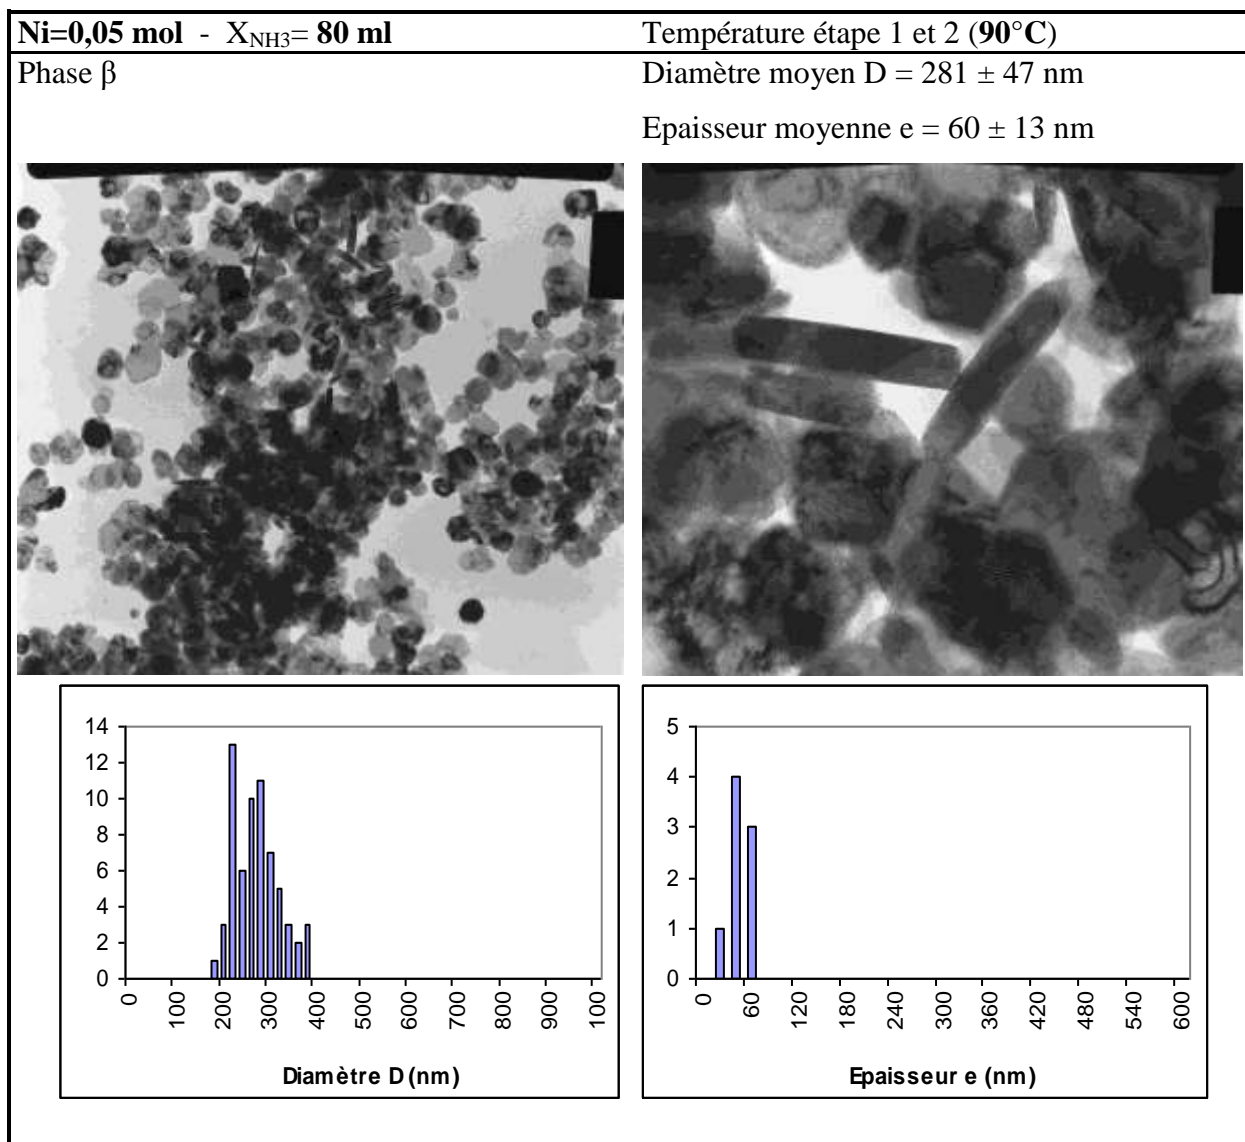 Ni=0,05 mol - XNH3= 80 ml
Température étape 1 et 2 (90°C)
Phase β
Diamètre moyen D = 281 ± 47 nm
Epaisseur moyenne e = 60 ± 13 nm
14
12
10
8
6
4
2
0
0 100 200 300 400 500 600 700 800 900 100
Diamètre D (nm)
5
4
3
2
1
0
0 60 120 180 240 300 360 420 480 540 600
Epaisseur e (nm)